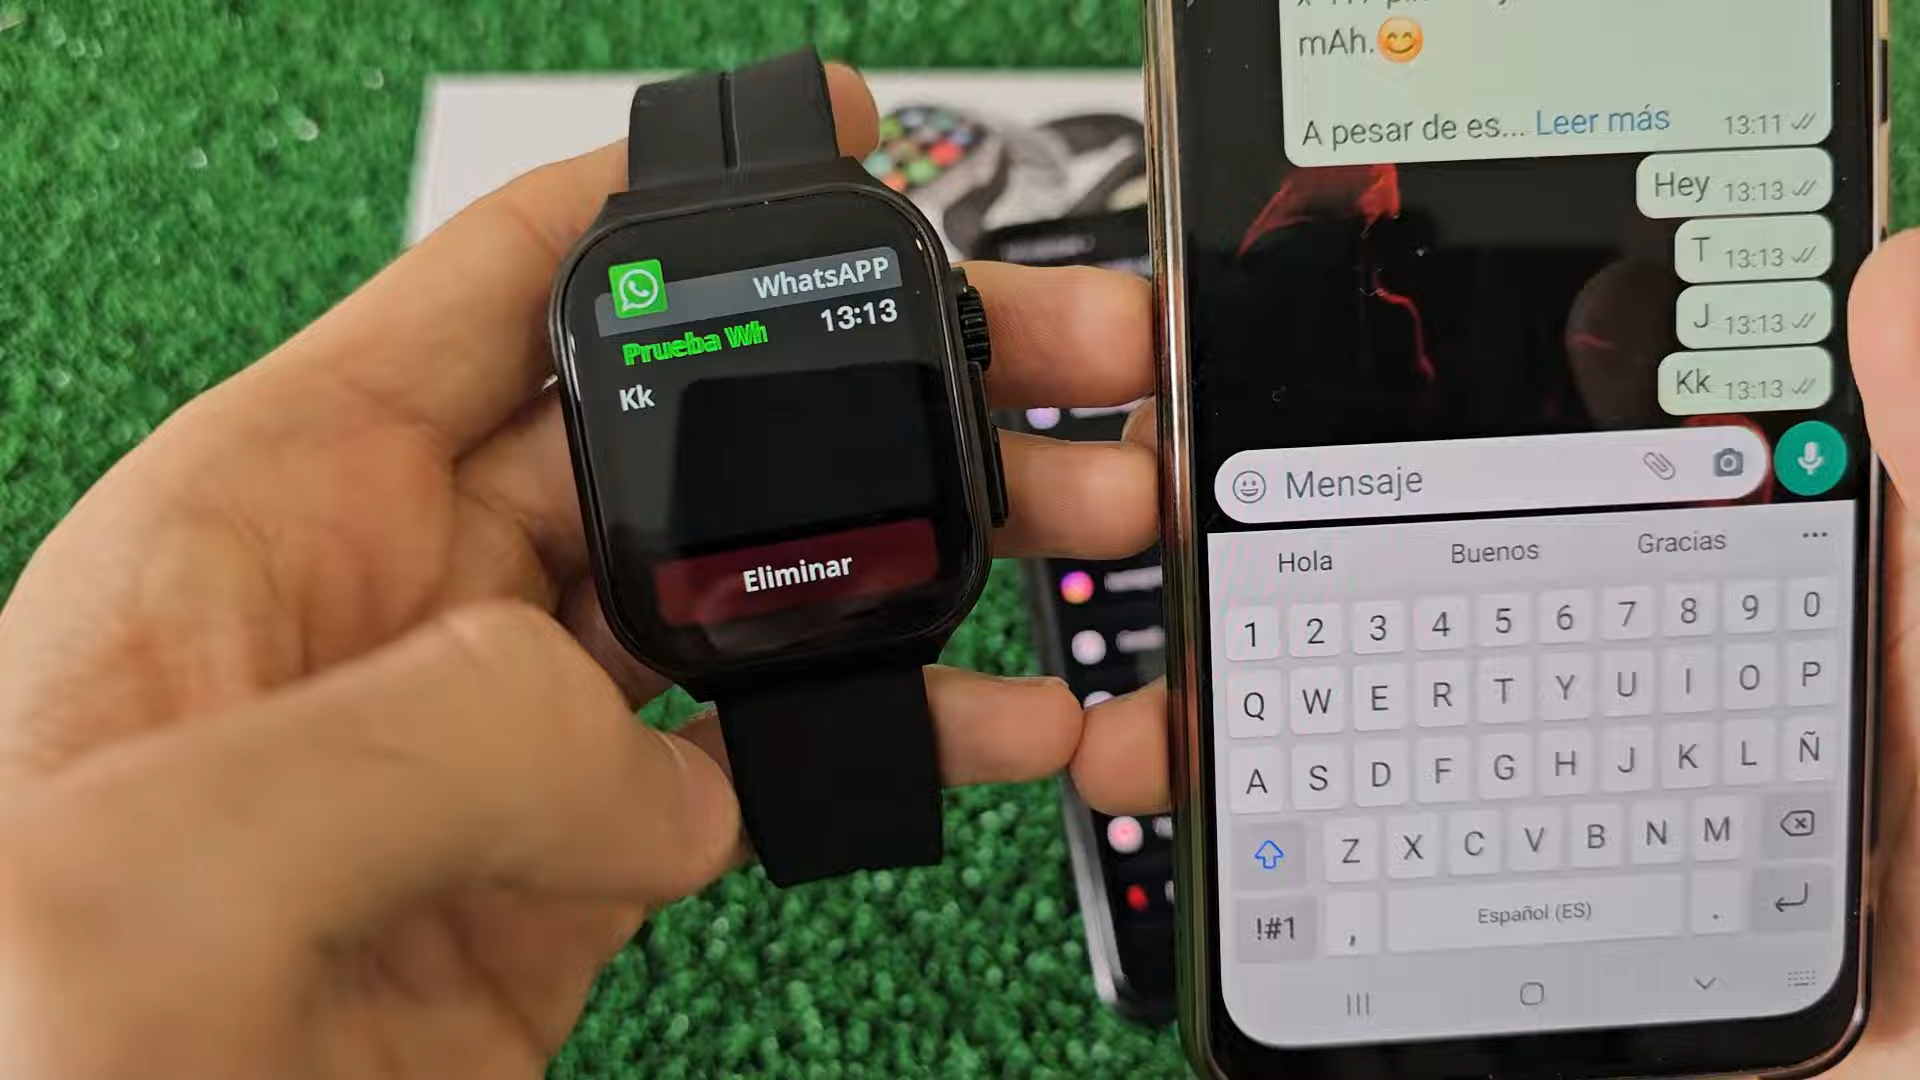 WhatsAPP
Prueba Wh
13:13
Kk
Eliminar
mAh.😊
A pesar de es... Leer más 13:11
Hey 13:13
T 13:13
J 13:13
Kk 13:13
Mensaje
Hola Buenos Gracias
1 2 3 4 5 6 7 8 9 0
Q W E R T Y U I O P
A S D F G H J K L Ñ
Z X C V B N M
!#1 , Español (ES) .